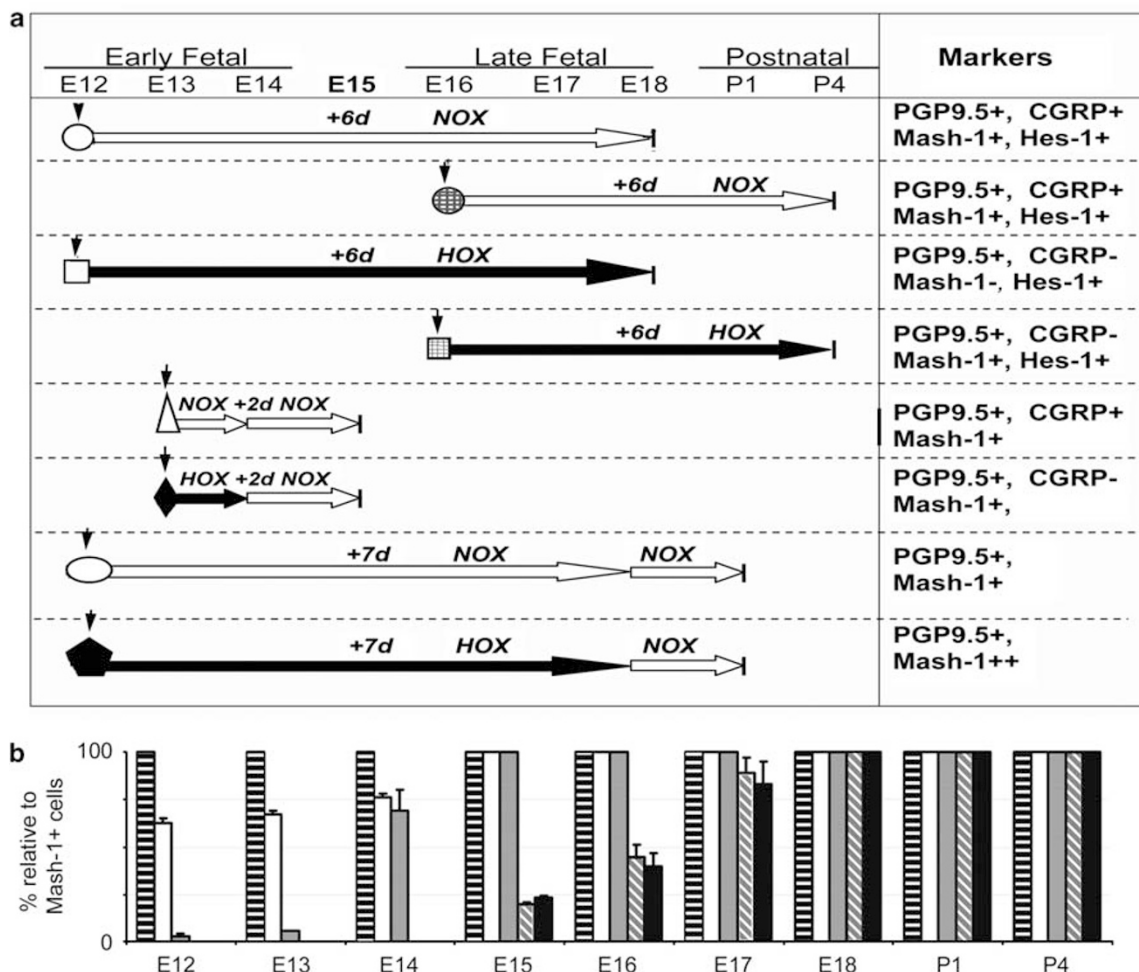 a
Early Fetal Late Fetal Postnatal Markers
E12 E13 E14 E15 E16 E17 E18 P1 P4
+6d NOX
PGP9.5+, CGRP+
Mash-1+, Hes-1+
+6d NOX
PGP9.5+, CGRP+
Mash-1+, Hes-1+
+6d HOX
PGP9.5+, CGRP-
Mash-1-, Hes-1+
+6d HOX
PGP9.5+, CGRP-
Mash-1+, Hes-1+
NOX +2d NOX
PGP9.5+, CGRP+
Mash-1+
HOX +2d NOX
PGP9.5+, CGRP-
Mash-1+,
+7d NOX NOX
PGP9.5+,
Mash-1+
+7d HOX NOX
PGP9.5+,
Mash-1++
b
% relative to
Mash-1+ cells
100
0
E12 E13 E14 E15 E16 E17 E18 P1 P4